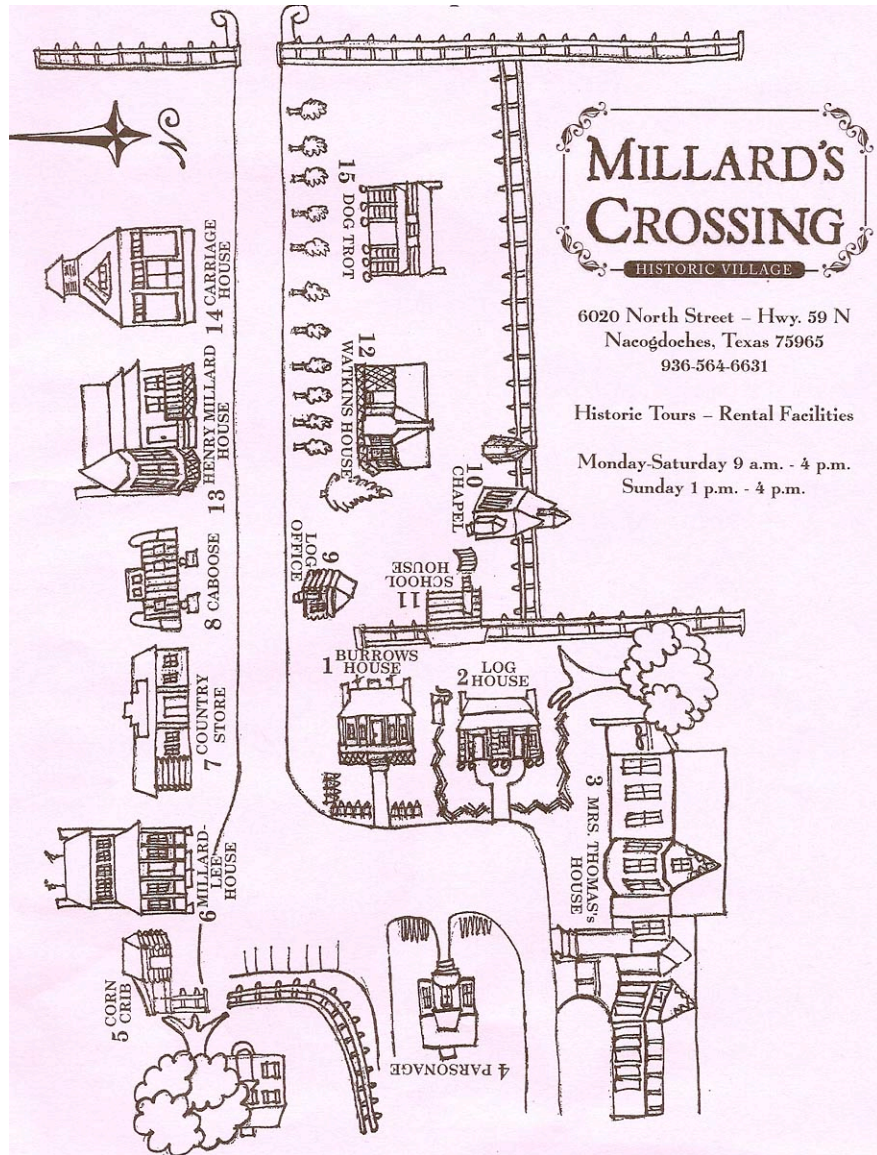 MILLARD'S
CROSSING
HISTORIC VILLAGE
6020 North Street – Hwy. 59 N
Nacogdoches, Texas 75965
936-564-6631
Historic Tours – Rental Facilities
Monday-Saturday 9 a.m. - 4 p.m.
Sunday 1 p.m. - 4 p.m.
N
15 DOG TROT
14 CARRIAGE
HOUSE
12
WATKINS HOUSE
13 HENRY MILLARD
HOUSE
10
CHAPEL
9
LOG
OFFICE
11
SCHOOL
HOUSE
8 CABOOSE
1 BURROWS
HOUSE
2 LOG
HOUSE
7 COUNTRY
STORE
3 MRS. THOMAS's
HOUSE
6 MILLARD-
LEE
HOUSE
5 CORN
CRIB
4 PARSONAGE